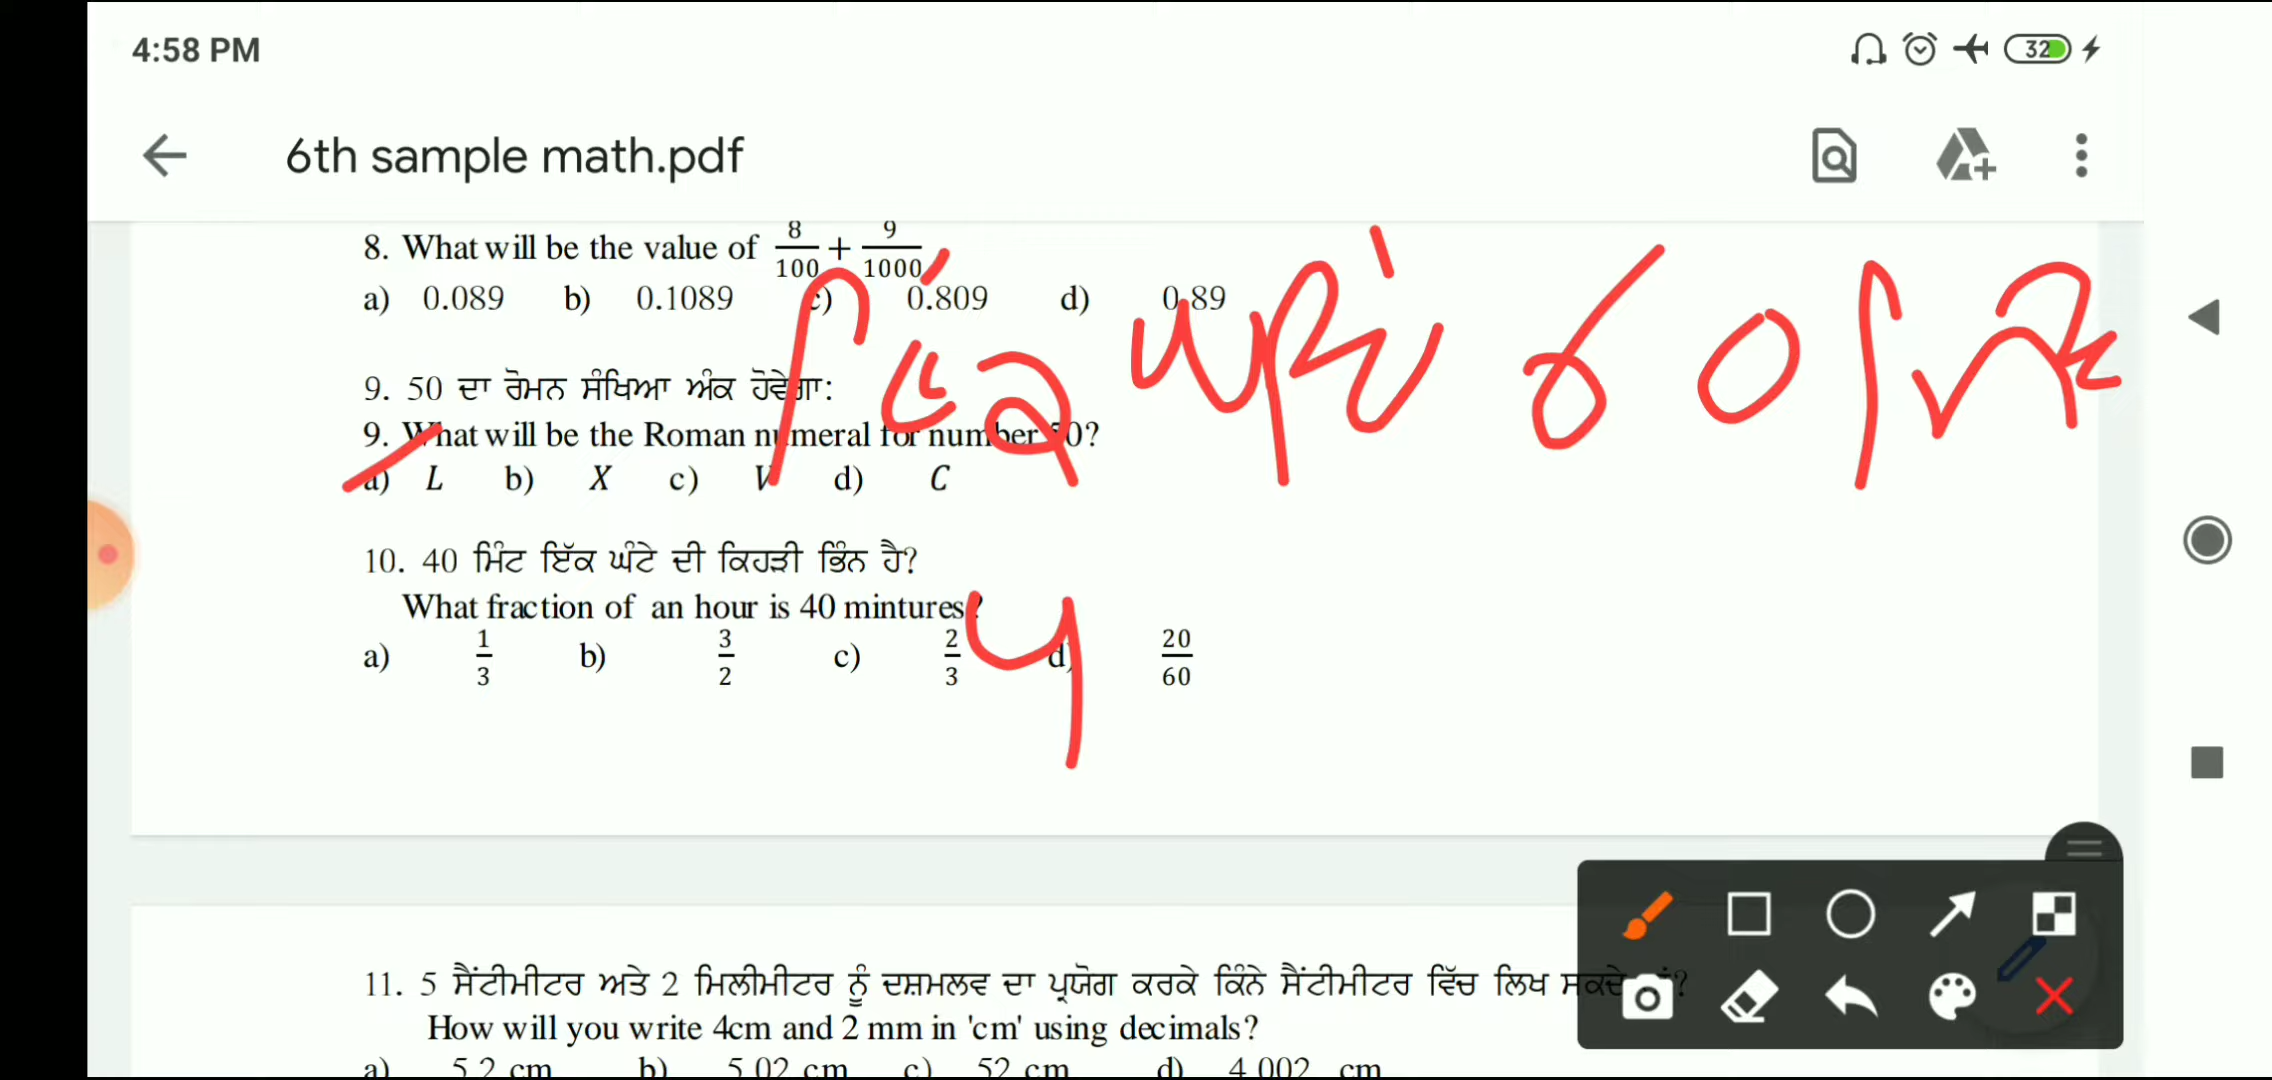 4:58 PM
32
6th sample math.pdf
8. What will be the value of 8/100 + 9/1000
a) 0.089 b) 0.1089 c) 0.809 d) 0.89
9. 50 ਦਾ ਰੋਮਨ ਸੰਖਿਆ ਅੰਕ ਹੋਵੇਗਾ:
9. What will be the Roman numeral for number 50?
a) L b) X c) V d) C
10. 40 ਮਿੰਟ ਇੱਕ ਘੰਟੇ ਦੀ ਕਿਹੜੀ ਭਿੰਨ ਹੈ?
What fraction of an hour is 40 mintures?
a) 1/3 b) 3/2 c) 2/3 d) 20/60
11. 5 ਸੈਂਟੀਮੀਟਰ ਅਤੇ 2 ਮਿਲੀਮੀਟਰ ਨੂੰ ਦਸ਼ਮਲਵ ਦਾ ਪ੍ਰਯੋਗ ਕਰਕੇ ਕਿੰਨੇ ਸੈਂਟੀਮੀਟਰ ਵਿੱਚ ਲਿਖ ਸਕਦੇ
How will you write 4cm and 2 mm in 'cm' using decimals?
a) 5.2 cm b) 5.02 cm c) 52 cm d) 4.002 cm